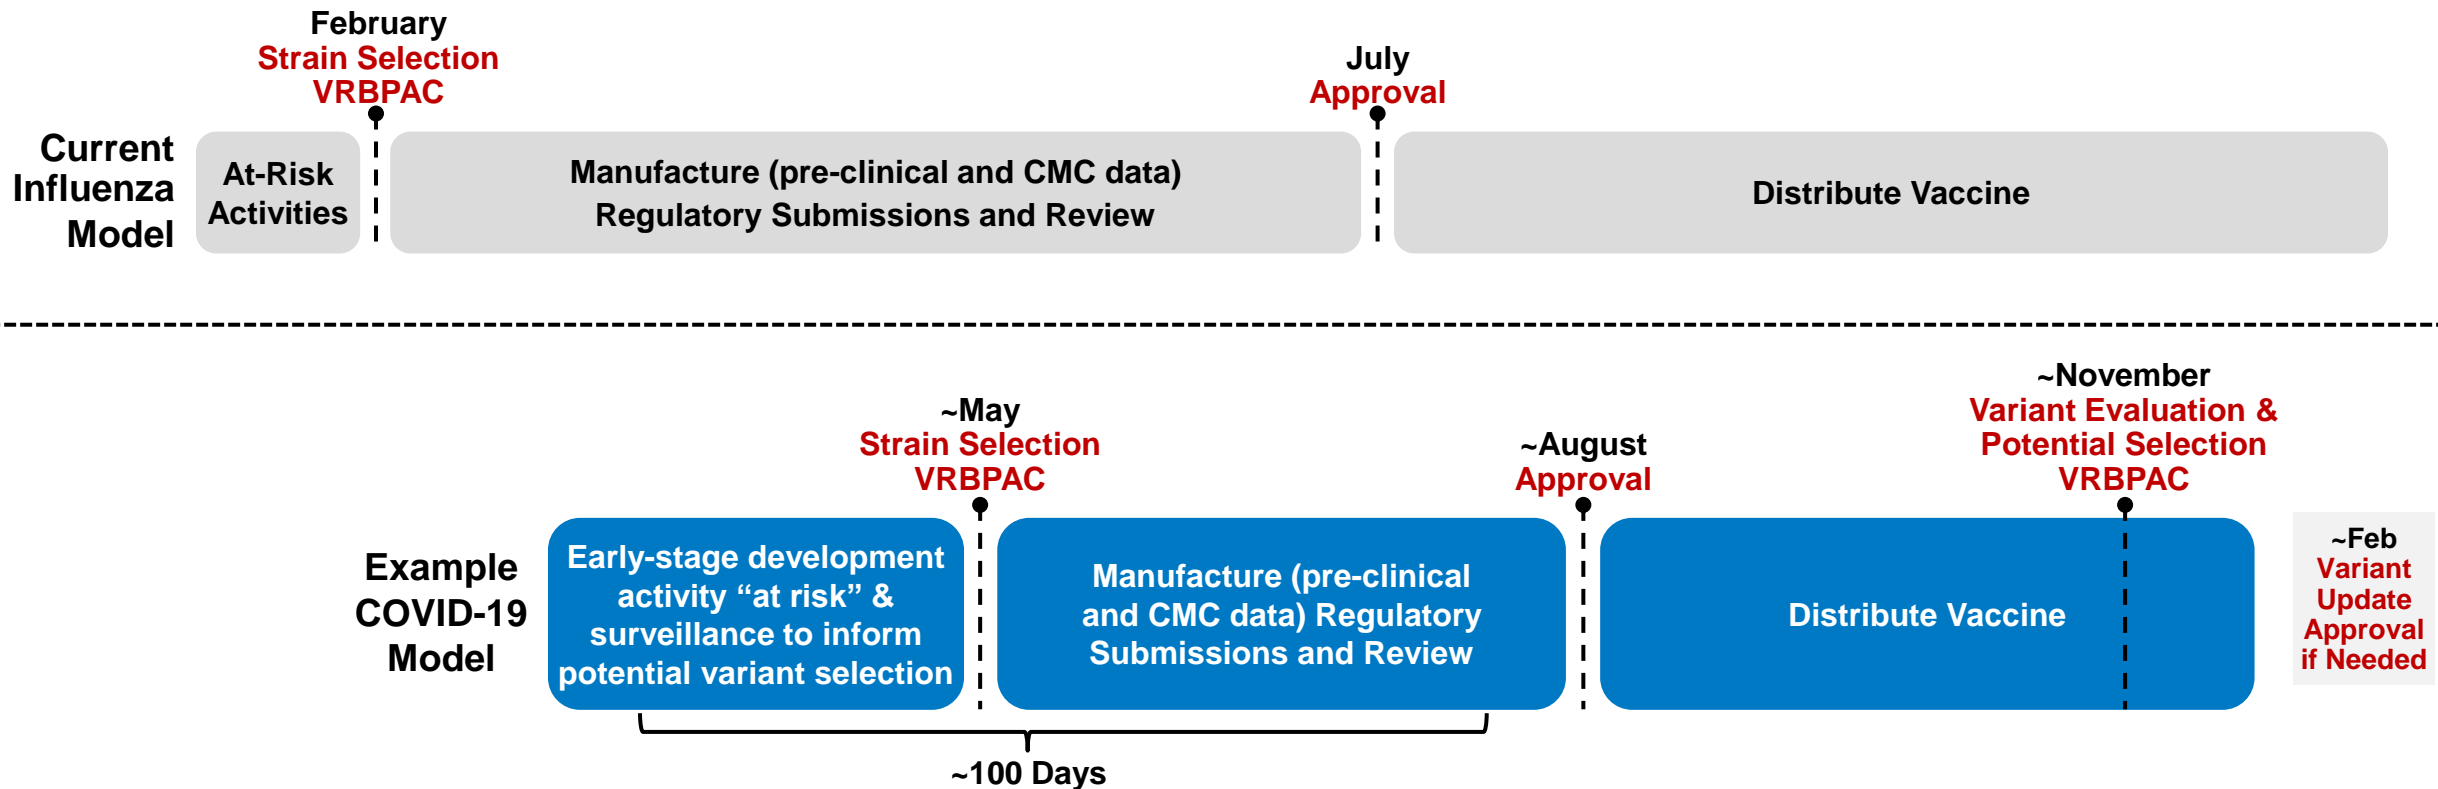 February
Strain Selection
VRBPAC
July
Approval
Current
Influenza
Model
At-Risk
Activities
Manufacture (pre-clinical and CMC data)
Regulatory Submissions and Review
Distribute Vaccine
~May
Strain Selection
VRBPAC
~August
Approval
~November
Variant Evaluation &
Potential Selection
VRBPAC
Example
COVID-19
Model
Early-stage development
activity “at risk” &
surveillance to inform
potential variant selection
Manufacture (pre-clinical
and CMC data) Regulatory
Submissions and Review
Distribute Vaccine
~Feb
Variant
Update
Approval
if Needed
~100 Days